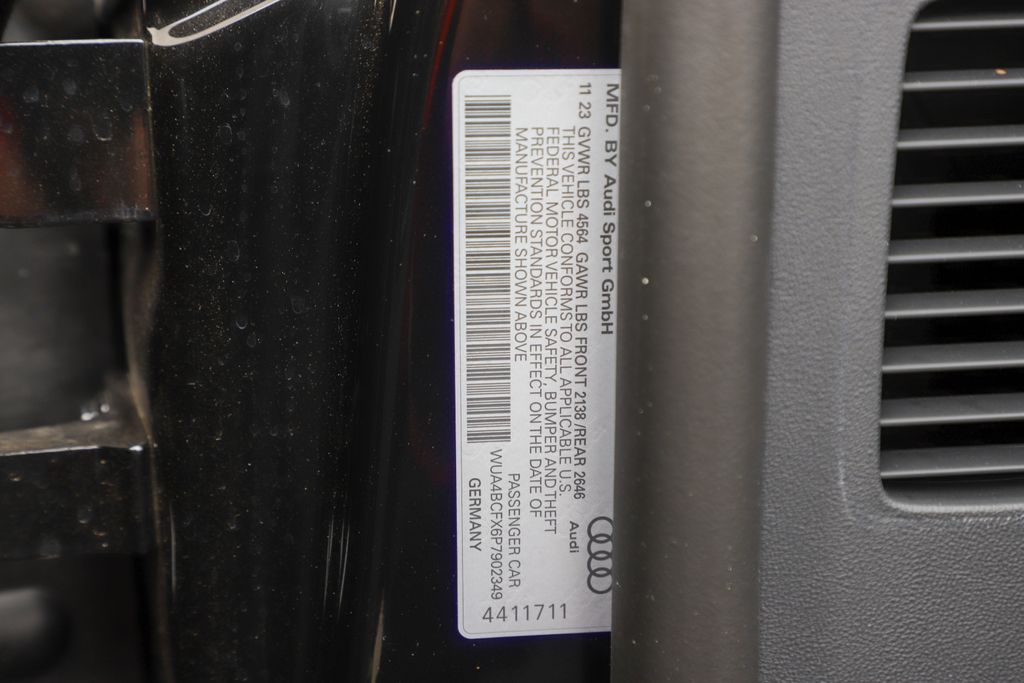 MFD. BY Audi Sport GmbH
11 23 GVWR LBS 4564 GAWR LBS FRONT 2138 /REAR 2646
THIS VEHICLE CONFORMS TO ALL APPLICABLE U.S.
FEDERAL MOTOR VEHICLE SAFETY, BUMPER AND THEFT
PREVENTION STANDARDS IN EFFECT ON THE DATE OF
MANUFACTURE SHOWN ABOVE
Audi
PASSENGER CAR
WUA4BCFX6P7902349
GERMANY
4411711